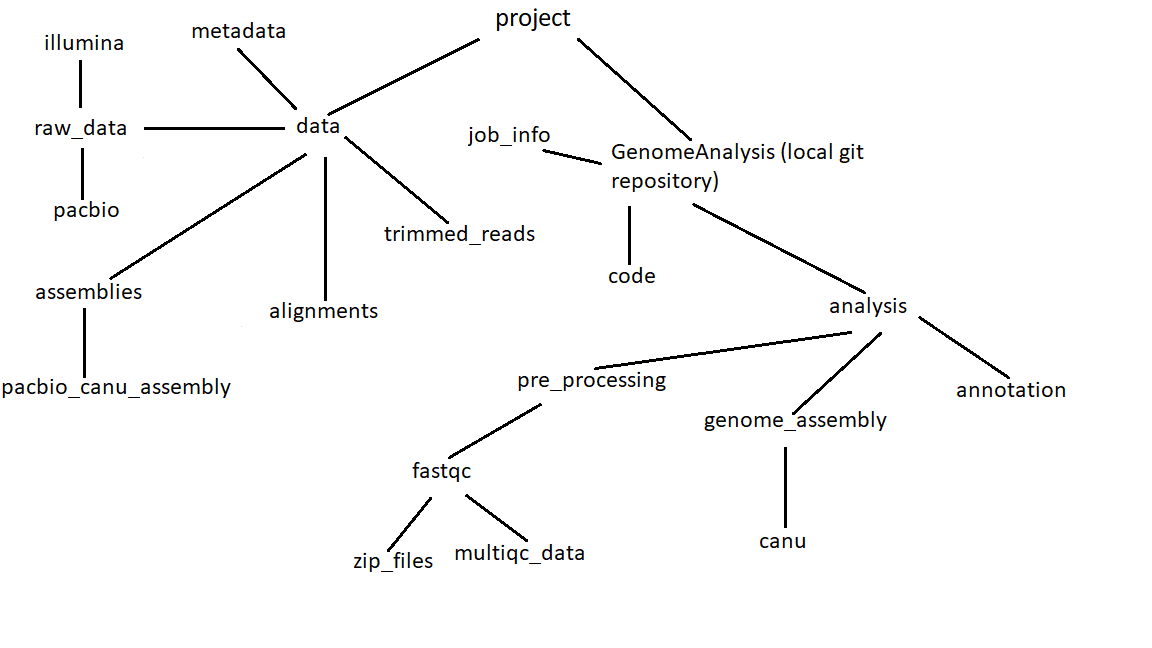 project
metadata
illumina
raw_data
data
job_info
GenomeAnalysis (local git
repository)
pacbio
trimmed_reads
code
assemblies
alignments
analysis
pacbio_canu_assembly
pre_processing
annotation
genome_assembly
fastqc
canu
zip_files
multiqc_data